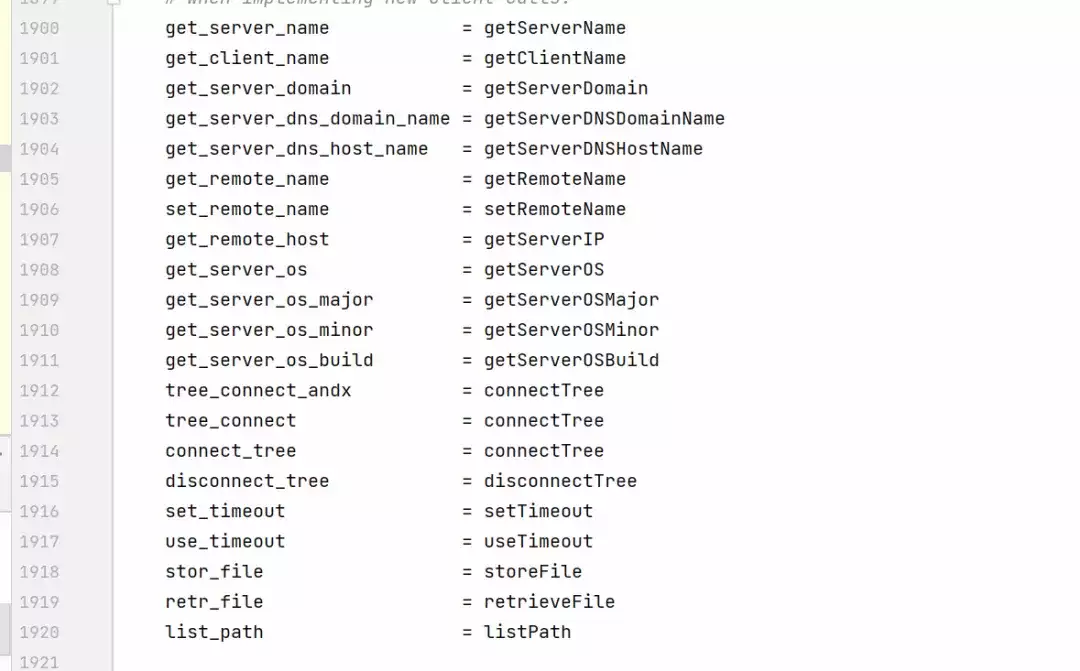 1899 # when implementing new client calls.
1900 get_server_name = getServerName
1901 get_client_name = getClientName
1902 get_server_domain = getServerDomain
1903 get_server_dns_domain_name = getServerDNSDomainName
1904 get_server_dns_host_name = getServerDNSHostName
1905 get_remote_name = getRemoteName
1906 set_remote_name = setRemoteName
1907 get_remote_host = getServerIP
1908 get_server_os = getServerOS
1909 get_server_os_major = getServerOSMajor
1910 get_server_os_minor = getServerOSMinor
1911 get_server_os_build = getServerOSBuild
1912 tree_connect_andx = connectTree
1913 tree_connect = connectTree
1914 connect_tree = connectTree
1915 disconnect_tree = disconnectTree
1916 set_timeout = setTimeout
1917 use_timeout = useTimeout
1918 stor_file = storeFile
1919 retr_file = retrieveFile
1920 list_path = listPath
1921